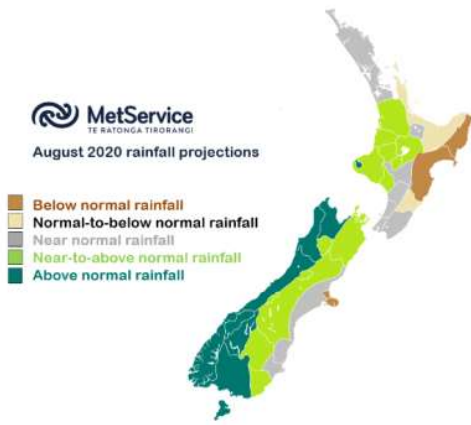 MetService
TE RATONGA TIRORANGI
August 2020 rainfall projections
Below normal rainfall
Normal-to-below normal rainfall
Near normal rainfall
Near-to-above normal rainfall
Above normal rainfall